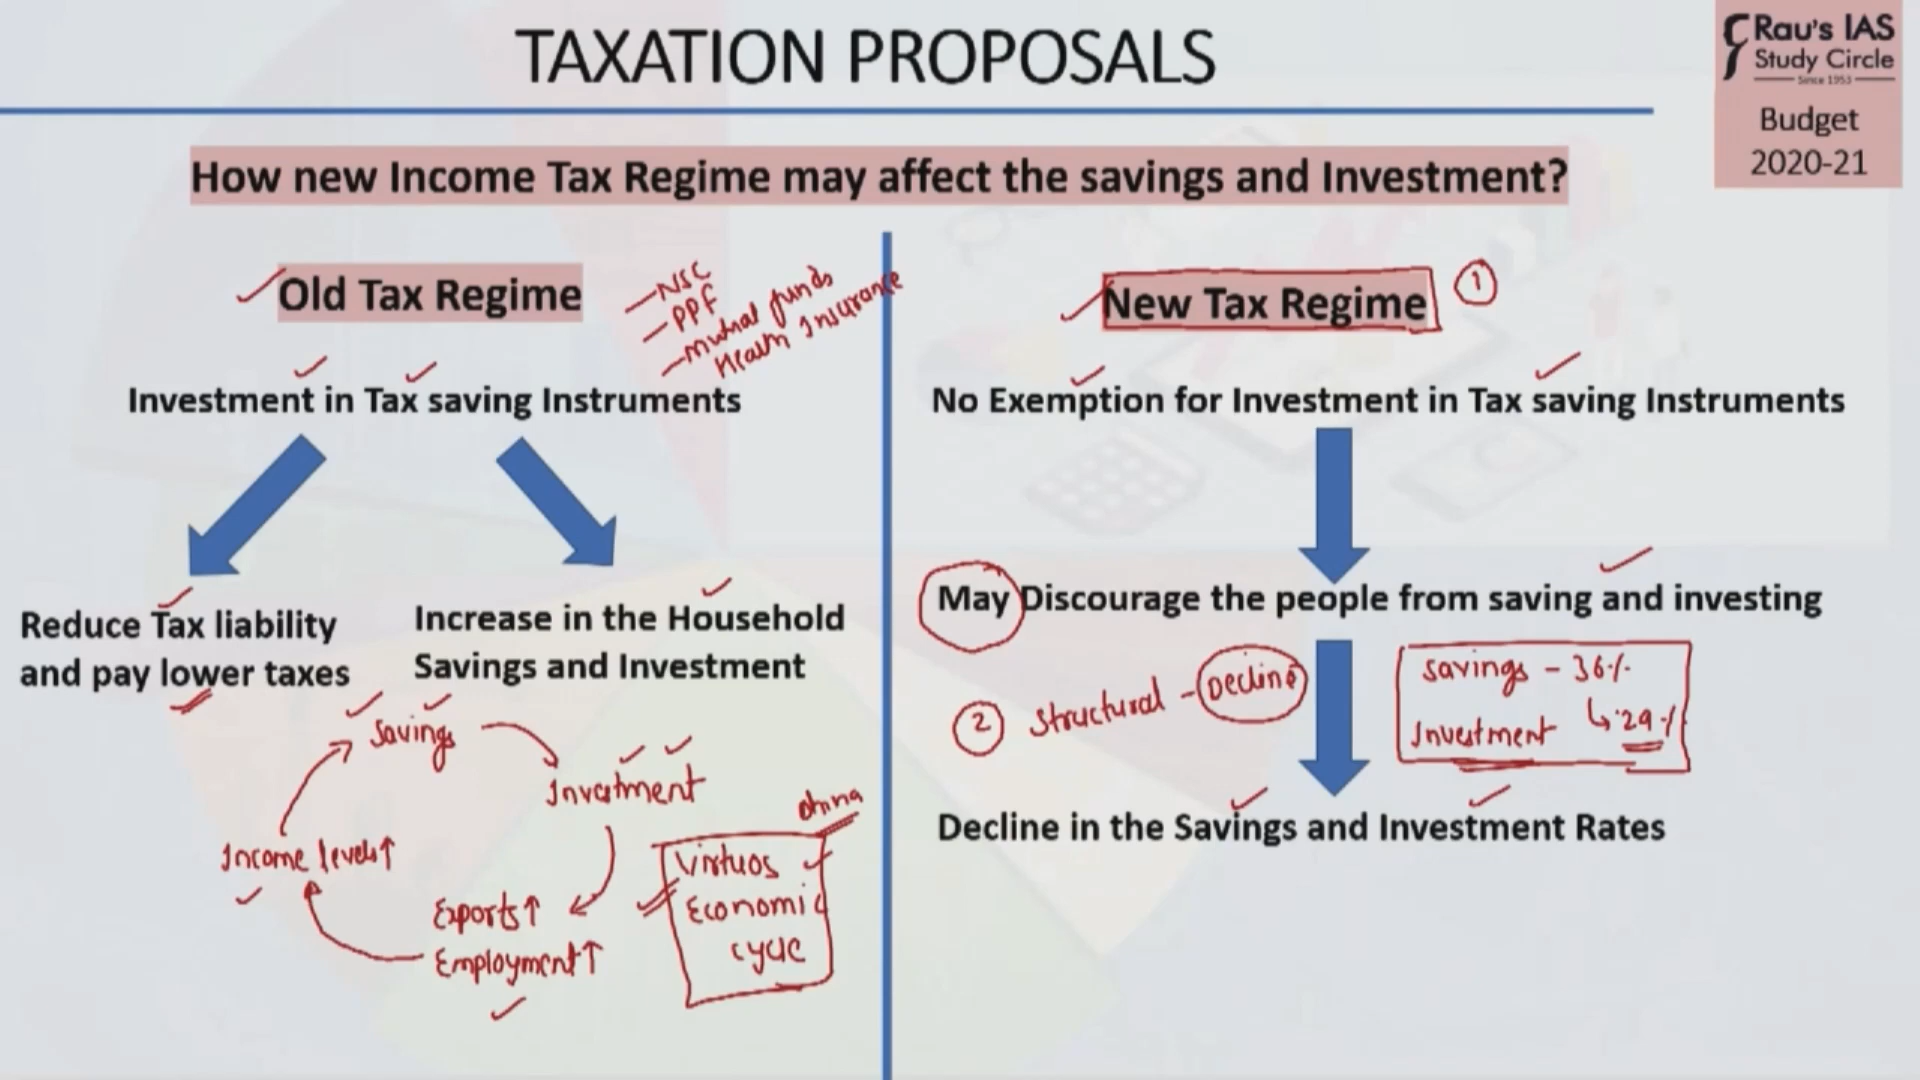 TAXATION PROPOSALS
Rau's IAS
Study Circle
Since 1953
Budget
2020-21
How new Income Tax Regime may affect the savings and Investment?
Old Tax Regime
- NSC
- PPF
- mutual funds
Health Insurance
Investment in Tax saving Instruments
Reduce Tax liability
and pay lower taxes
Increase in the Household
Savings and Investment
Savings
Investment
Exports↑
Employment↑
Income levels↑
china
Virtuos
Economic
cycle
New Tax Regime
1
No Exemption for Investment in Tax saving Instruments
May Discourage the people from saving and investing
2 structural - Decline
savings - 36%
Investment ↳ 29%
Decline in the Savings and Investment Rates